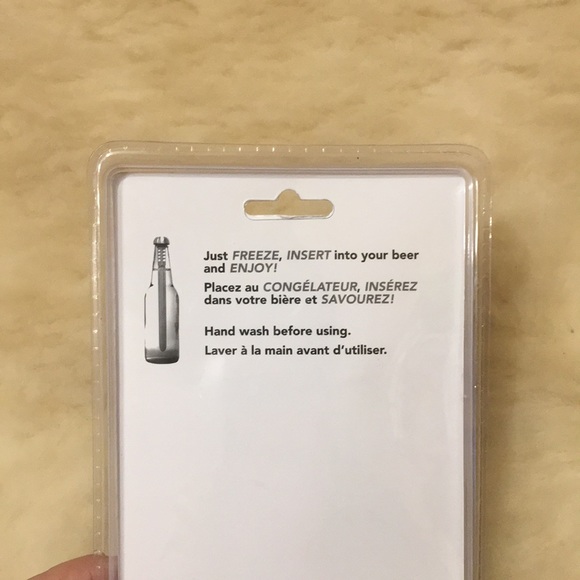 Just FREEZE, INSERT into your beer
and ENJOY!
Placez au CONGÉLATEUR, INSÉREZ
dans votre bière et SAVOUREZ!
Hand wash before using.
Laver à la main avant d'utiliser.